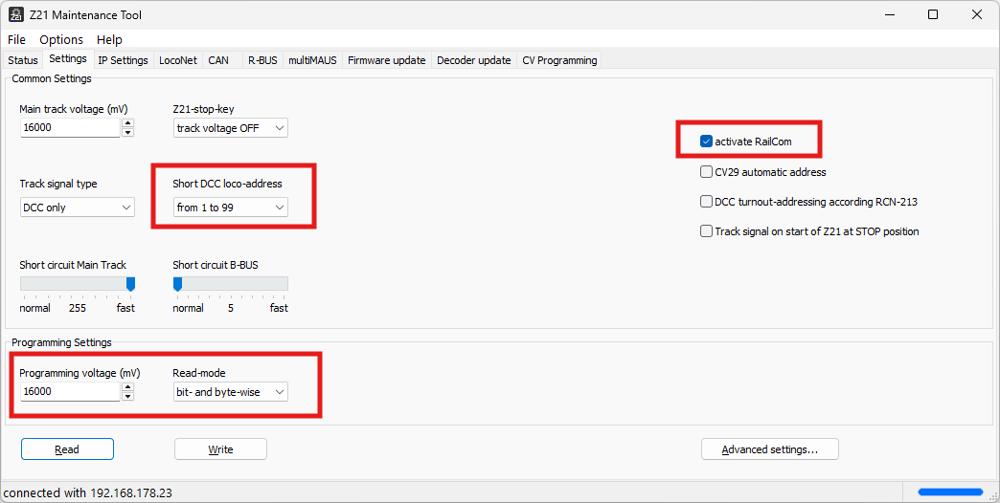 Z21 Maintenance Tool
File Options Help
Status Settings IP Settings LocoNet CAN R-BUS multiMAUS Firmware update Decoder update CV Programming
Common Settings
Main track voltage (mV) Z21-stop-key
16000 track voltage OFF
activate RailCom
CV29 automatic address
Track signal type Short DCC loco-address
DCC only from 1 to 99
DCC turnout-addressing according RCN-213
Track signal on start of Z21 at STOP position
Short circuit Main Track Short circuit B-BUS
normal 255 fast normal 5 fast
Programming Settings
Programming voltage (mV) Read-mode
16000 bit- and byte-wise
Read Write Advanced settings...
connected with 192.168.178.23